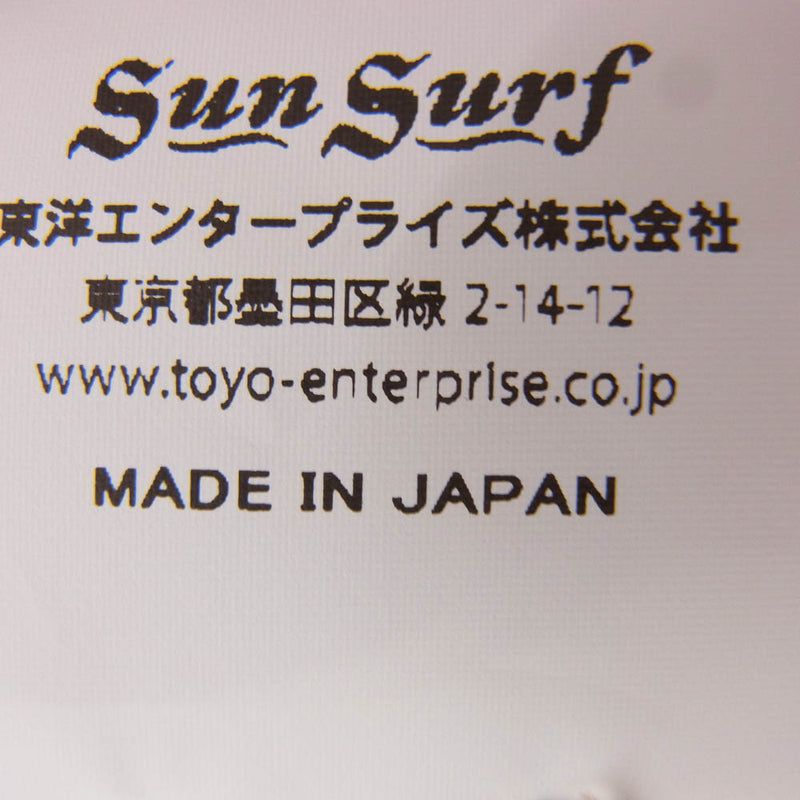 Sun Surf
東洋エンタープライズ株式会社
東京都墨田区緑 2-14-12
www.toyo-enterprise.co.jp
MADE IN JAPAN